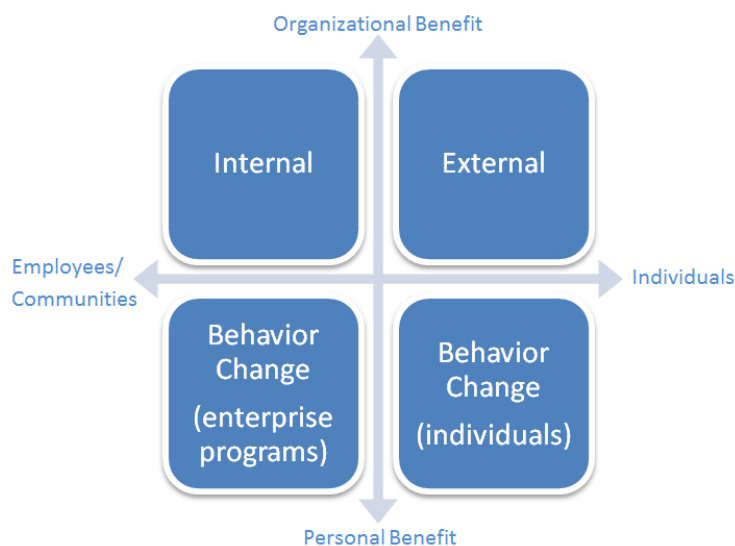 Organizational Benefit
Internal
External
Employees/
Communities
Individuals
Behavior
Change
(enterprise
programs)
Behavior
Change
(individuals)
Personal Benefit